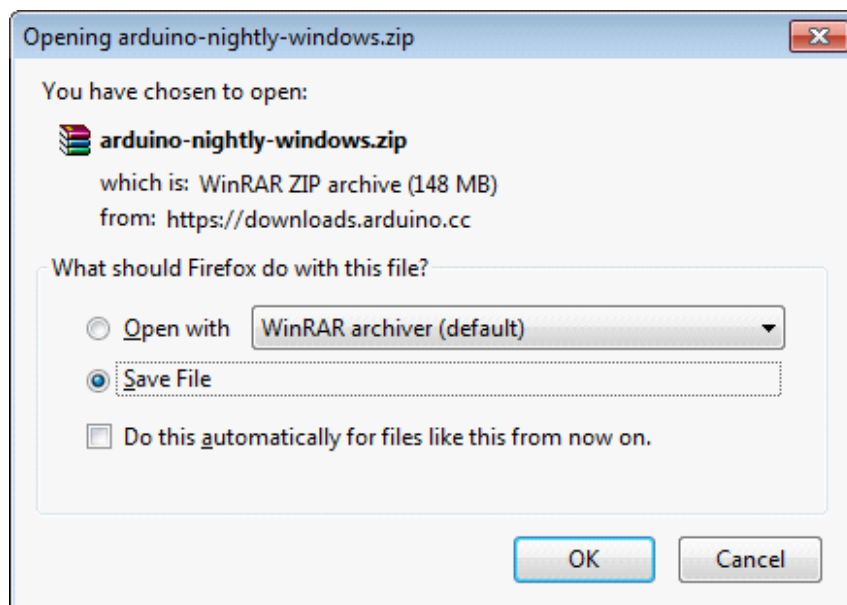 Opening arduino-nightly-windows.zip
You have chosen to open:
arduino-nightly-windows.zip
which is: WinRAR ZIP archive (148 MB)
from: https://downloads.arduino.cc
What should Firefox do with this file?
Open with WinRAR archiver (default)
Save File
Do this automatically for files like this from now on.
OK Cancel